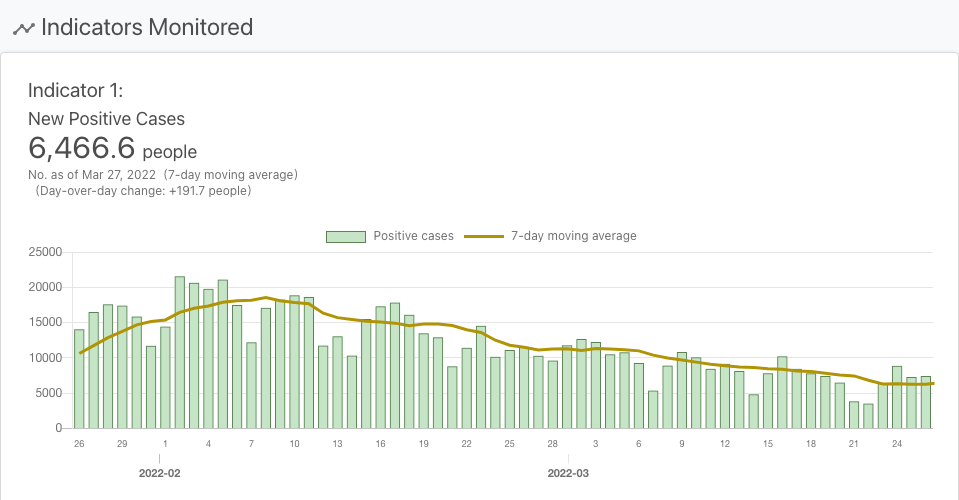 Indicators Monitored
Indicator 1:
New Positive Cases
6,466.6 people
No. as of Mar 27, 2022 (7-day moving average)
(Day-over-day change: +191.7 people)
Positive cases 7-day moving average
25000
20000
15000
10000
5000
0
26 29 1 4 7 10 13 16 19 22 25 28 3 6 9 12 15 18 21 24
2022-02 2022-03